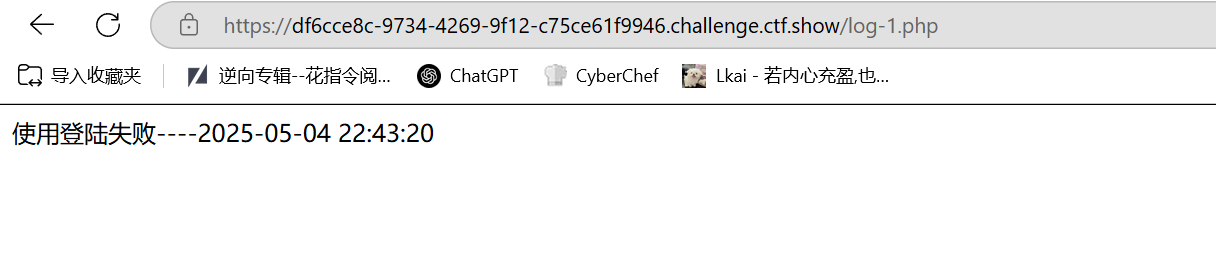 https://df6cce8c-9734-4269-9f12-c75ce61f9946.challenge.ctf.show/log-1.php
导入收藏夹 逆向专辑--花指令阅... ChatGPT CyberChef Lkai - 若内心充盈,也...
使用登陆失败----2025-05-04 22:43:20